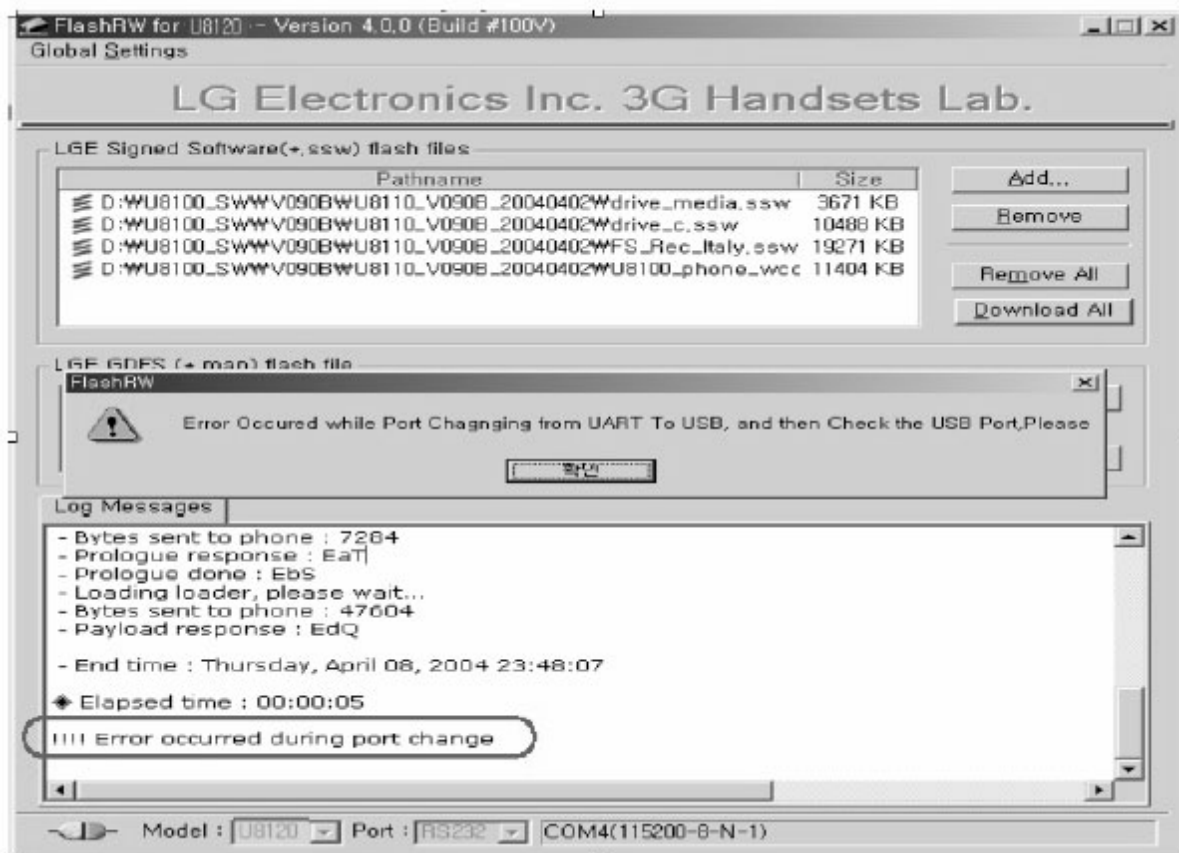 FlashRW for U8120 -- Version 4.0.0 (Build #100V)
Global Settings
LG Electronics Inc. 3G Handsets Lab.
LGE Signed Software(*.ssw) flash files
Pathname
Size
D:₩U8100_SW₩V090B₩U8110_V090B_20040402₩drive_media.ssw 3671 KB
D:₩U8100_SW₩V090B₩U8110_V090B_20040402₩drive_c.ssw 10488 KB
D:₩U8100_SW₩V090B₩U8110_V090B_20040402₩FS_Rec_Italy.ssw 19271 KB
D:₩U8100_SW₩V090B₩U8110_V090B_20040402₩U8100_phone_wcc 11404 KB
Add...
Remove
Remove All
Download All
LGE GDFS (*.man) flash file
FlashRW
Error Occured while Port Chagnging from UART To USB, and then Check the USB Port,Please
확인
Log Messages
- Bytes sent to phone : 7284
- Prologue response : EaT
- Prologue done : EbS
- Loading loader, please wait...
- Bytes sent to phone : 47604
- Payload response : EdQ
- End time : Thursday, April 08, 2004 23:48:07
◈ Elapsed time : 00:00:05
!!!! Error occurred during port change
Model : U8120 Port : RS232 COM4(115200-8-N-1)